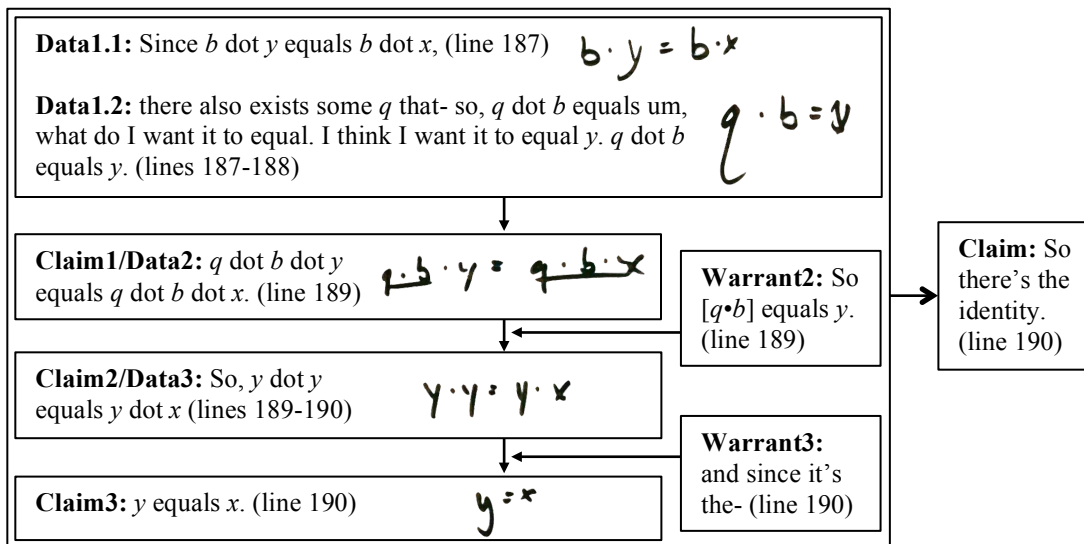 Data1.1: Since b dot y equals b dot x, (line 187)
b · y = b · x
Data1.2: there also exists some q that- so, q dot b equals um,
what do I want it to equal. I think I want it to equal y. q dot b
equals y. (lines 187-188)
q · b = y
Claim1/Data2: q dot b dot y
equals q dot b dot x. (line 189)
q · b · y = q · b · x
Warrant2: So
[q•b] equals y.
(line 189)
Claim: So
there's the
identity.
(line 190)
Claim2/Data3: So, y dot y
equals y dot x (lines 189-190)
y · y = y · x
Warrant3:
and since it's
the- (line 190)
Claim3: y equals x. (line 190)
y = x